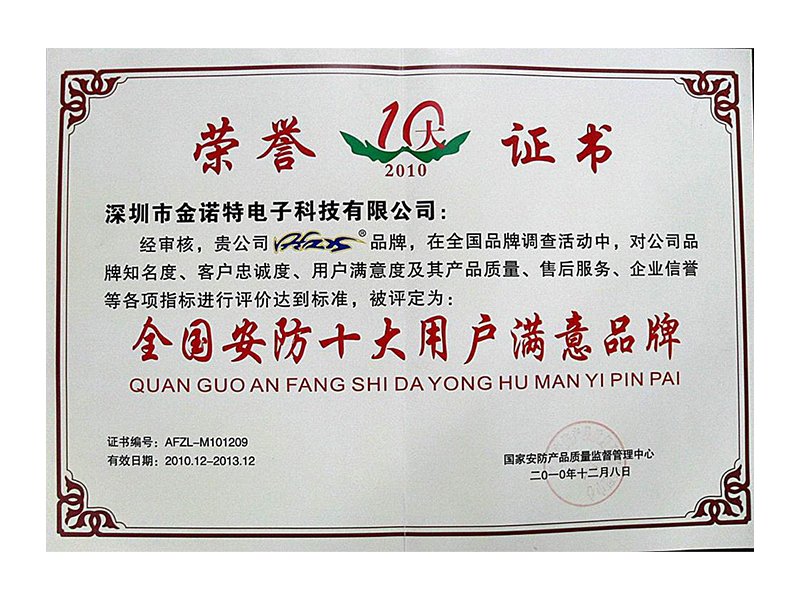 荣誉 10大 证书
2010
深圳市金诺特电子科技有限公司：
经审核，贵公司 ® 品牌，在全国品牌调查活动中，对公司品
牌知名度、客户忠诚度、用户满意度及其产品质量、售后服务、企业信誉
等各项指标进行评价达到标准，被评定为：
全国安防十大用户满意品牌
QUAN GUO AN FANG SHI DA YONG HU MAN YI PIN PAI
证书编号：AFZL-M101209
有效日期：2010.12-2013.12
国家安防产品质量监督管理中心
二0一0年十二月八日